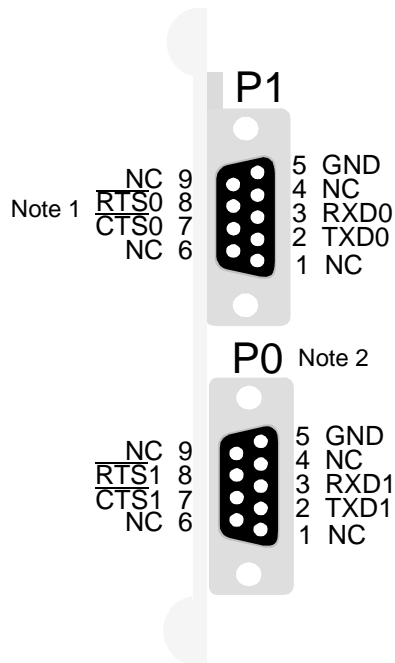 P1
NC 9
Note 1 RTS0 8
CTS0 7
NC 6
5 GND
4 NC
3 RXD0
2 TXD0
1 NC
P0 Note 2
NC 9
RTS1 8
CTS1 7
NC 6
5 GND
4 NC
3 RXD1
2 TXD1
1 NC